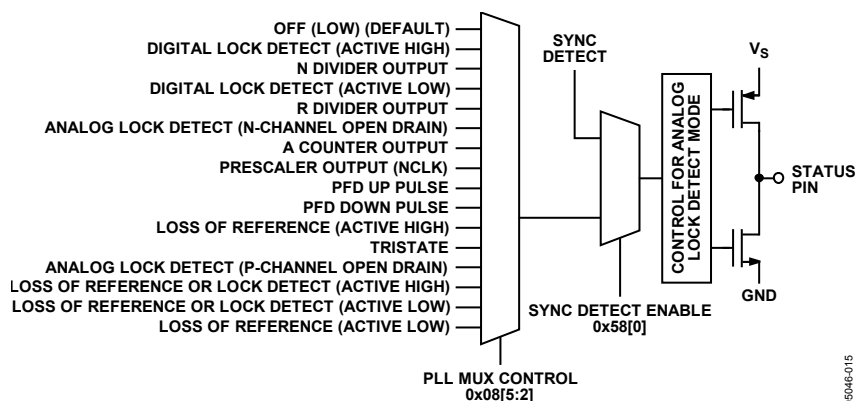 OFF (LOW) (DEFAULT)
DIGITAL LOCK DETECT (ACTIVE HIGH)
N DIVIDER OUTPUT
DIGITAL LOCK DETECT (ACTIVE LOW)
R DIVIDER OUTPUT
ANALOG LOCK DETECT (N-CHANNEL OPEN DRAIN)
A COUNTER OUTPUT
PRESCALER OUTPUT (NCLK)
PFD UP PULSE
PFD DOWN PULSE
LOSS OF REFERENCE (ACTIVE HIGH)
TRISTATE
ANALOG LOCK DETECT (P-CHANNEL OPEN DRAIN)
LOSS OF REFERENCE OR LOCK DETECT (ACTIVE HIGH)
LOSS OF REFERENCE OR LOCK DETECT (ACTIVE LOW)
LOSS OF REFERENCE (ACTIVE LOW)
PLL MUX CONTROL
0x08[5:2]
SYNC
DETECT
SYNC DETECT ENABLE
0x58[0]
CONTROL FOR ANALOG
LOCK DETECT MODE
VS
STATUS
PIN
GND
05046-015